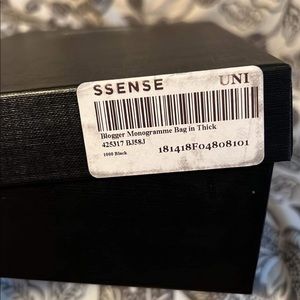 SSENSE UNI
Blogger Monogramme Bag in Thick
425317 BJ58J
1000 Black 181418F04808101